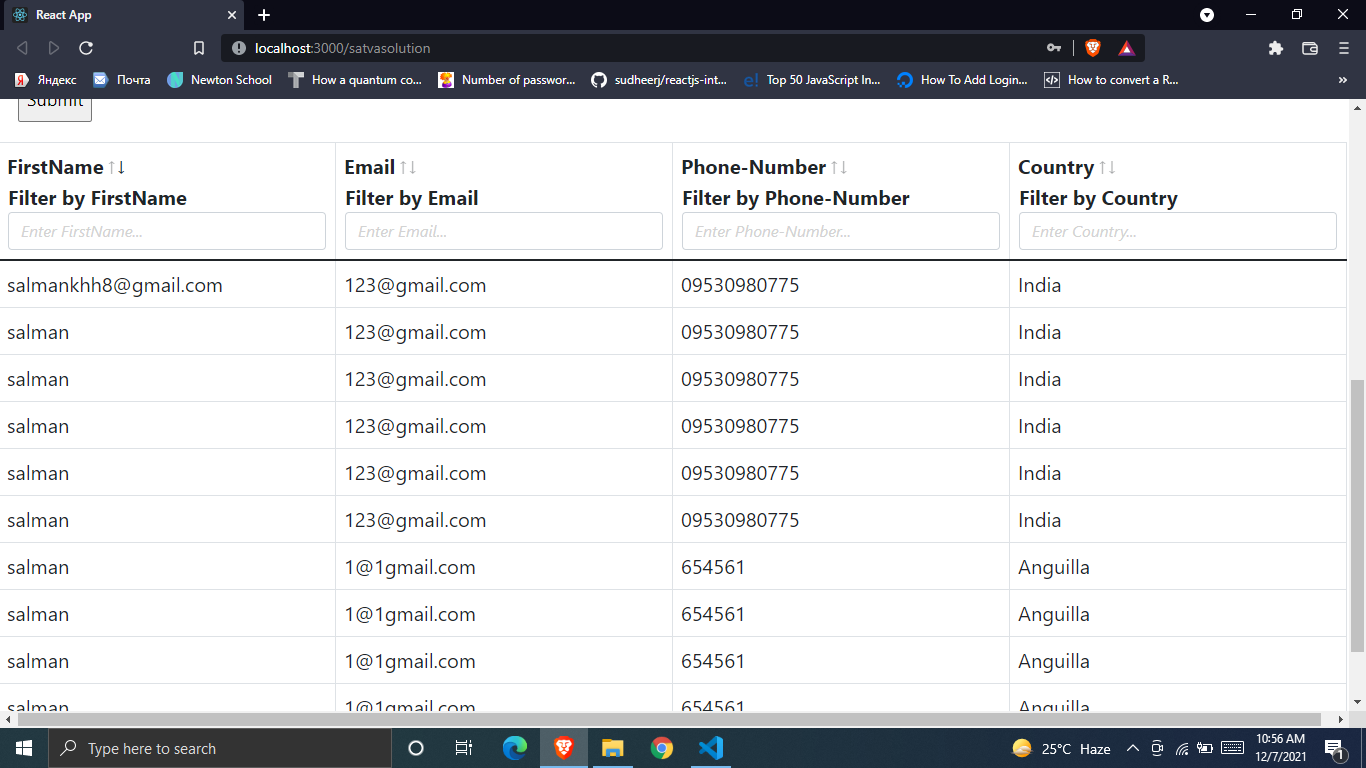 React App
localhost:3000/satvasolution
Яндекс Почта Newton School How a quantum co... Number of passwor... sudheerj/reactjs-int... Top 50 JavaScript In... How To Add Login... How to convert a R...
Submit
FirstName ↑↓ Email ↑↓ Phone-Number ↑↓ Country ↑↓
Filter by FirstName Filter by Email Filter by Phone-Number Filter by Country
Enter FirstName... Enter Email... Enter Phone-Number... Enter Country...
salmankhh8@gmail.com 123@gmail.com 09530980775 India
salman 123@gmail.com 09530980775 India
salman 123@gmail.com 09530980775 India
salman 123@gmail.com 09530980775 India
salman 123@gmail.com 09530980775 India
salman 123@gmail.com 09530980775 India
salman 1@1gmail.com 654561 Anguilla
salman 1@1gmail.com 654561 Anguilla
salman 1@1gmail.com 654561 Anguilla
salman 1@1gmail.com 654561 Anguilla
Type here to search 25°C Haze 10:56 AM
12/7/2021 1